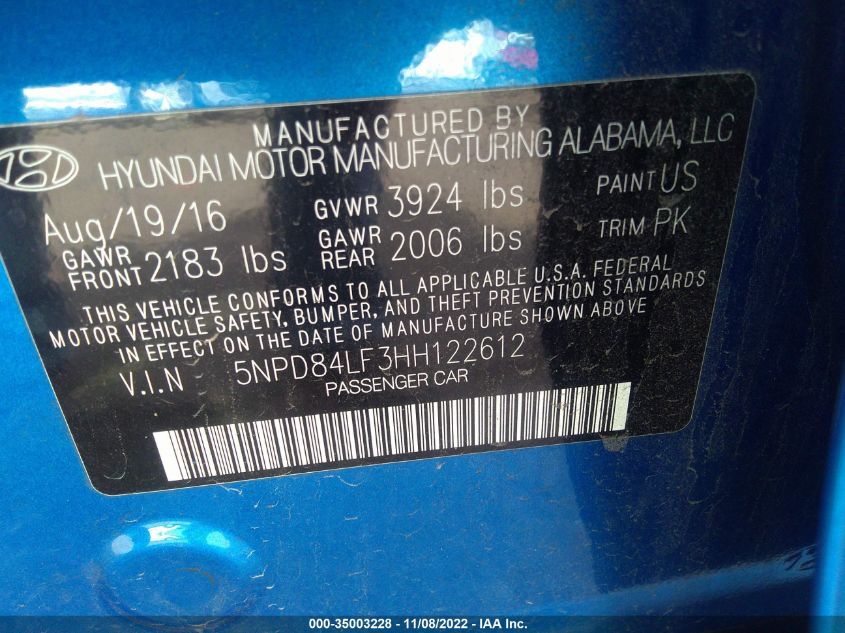 MANUFACTURED BY
HYUNDAI MOTOR MANUFACTURING ALABAMA, LLC
Aug/19/16 GVWR 3924 lbs PAINT US
GAWR FRONT 2183 lbs GAWR REAR 2006 lbs TRIM PK
THIS VEHICLE CONFORMS TO ALL APPLICABLE U.S.A. FEDERAL
MOTOR VEHICLE SAFETY, BUMPER, AND THEFT PREVENTION STANDARDS
IN EFFECT ON THE DATE OF MANUFACTURE SHOWN ABOVE
V.I.N 5NPD84LF3HH122612
PASSENGER CAR
000-35003228 - 11/08/2022 - IAA Inc.